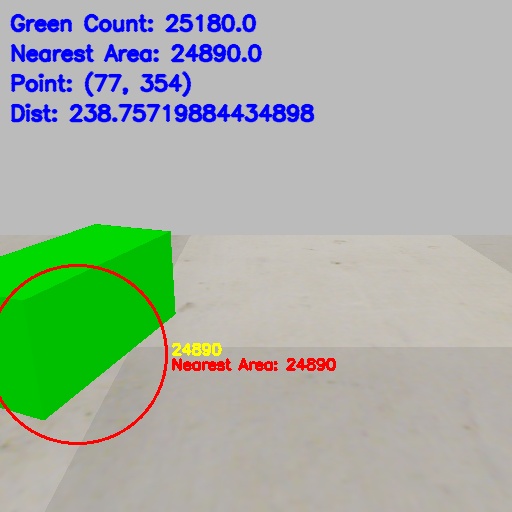 Green Count: 25180.0
Nearest Area: 24890.0
Point: (77, 354)
Dist: 238.75719884434898
24890
Nearest Area: 24890